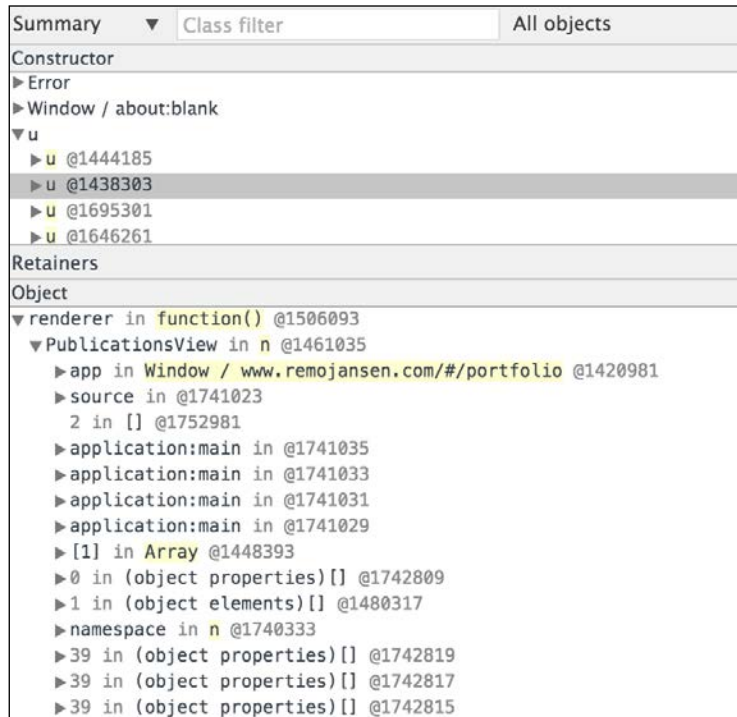 Summary ▼ Class filter All objects
Constructor
▶Error
▶Window / about:blank
▼u
▶u @1444185
▶u @1438303
▶u @1695301
▶u @1646261
Retainers
Object
▼renderer in function() @1506093
▼PublicationsView in n @1461035
▶app in Window / www.remojansen.com/#/portfolio @1420981
▶source in @1741023
2 in [] @1752981
▶application:main in @1741035
▶application:main in @1741033
▶application:main in @1741031
▶application:main in @1741029
▶[1] in Array @1448393
▶0 in (object properties)[] @1742809
▶1 in (object elements)[] @1480317
▶namespace in n @1740333
▶39 in (object properties)[] @1742819
▶39 in (object properties)[] @1742817
▶39 in (object properties)[] @1742815